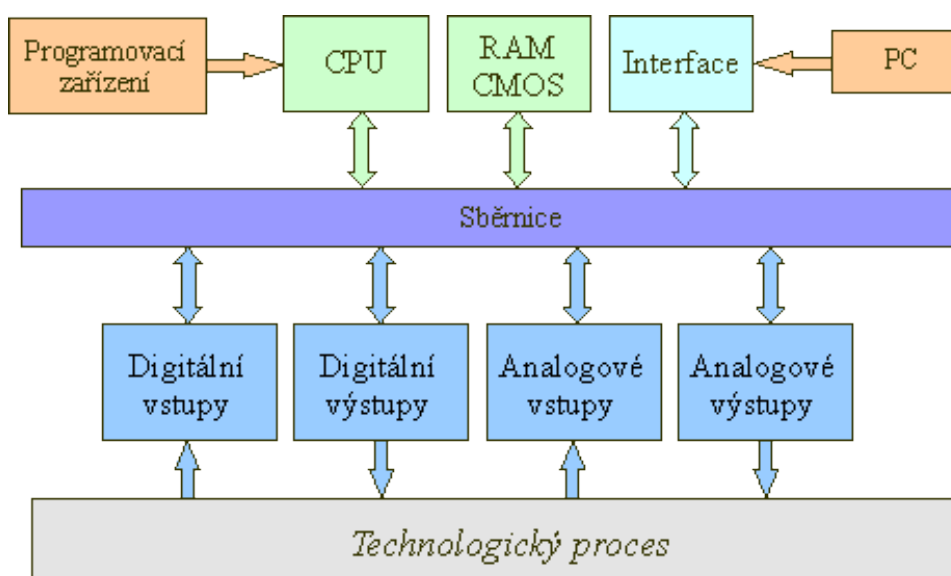 Programovací
zařízení
CPU
RAM
CMOS
Interface
PC
Sběrnice
Digitální
vstupy
Digitální
výstupy
Analogové
vstupy
Analogové
výstupy
Technologický proces